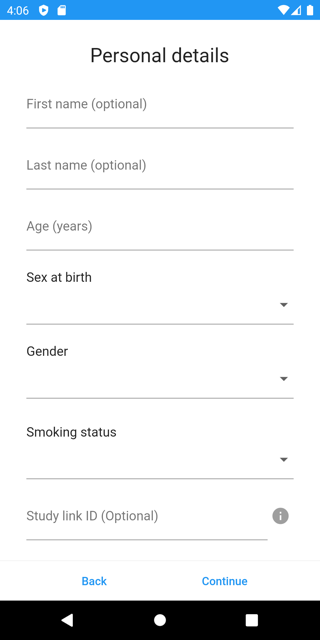 4:06
Personal details
First name (optional)
Last name (optional)
Age (years)
Sex at birth
Gender
Smoking status
Study link ID (Optional)
Back
Continue